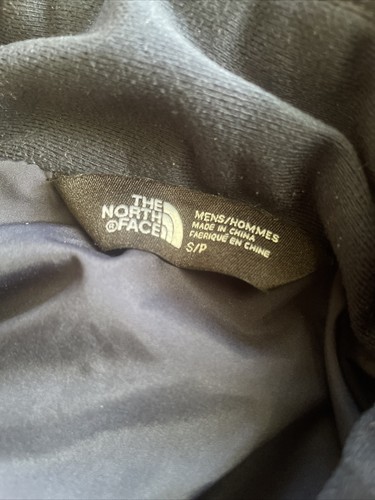 THE
NORTH
®FACE
MENS/HOMMES
MADE IN CHINA
FABRIQUÉ EN CHINE
S/P